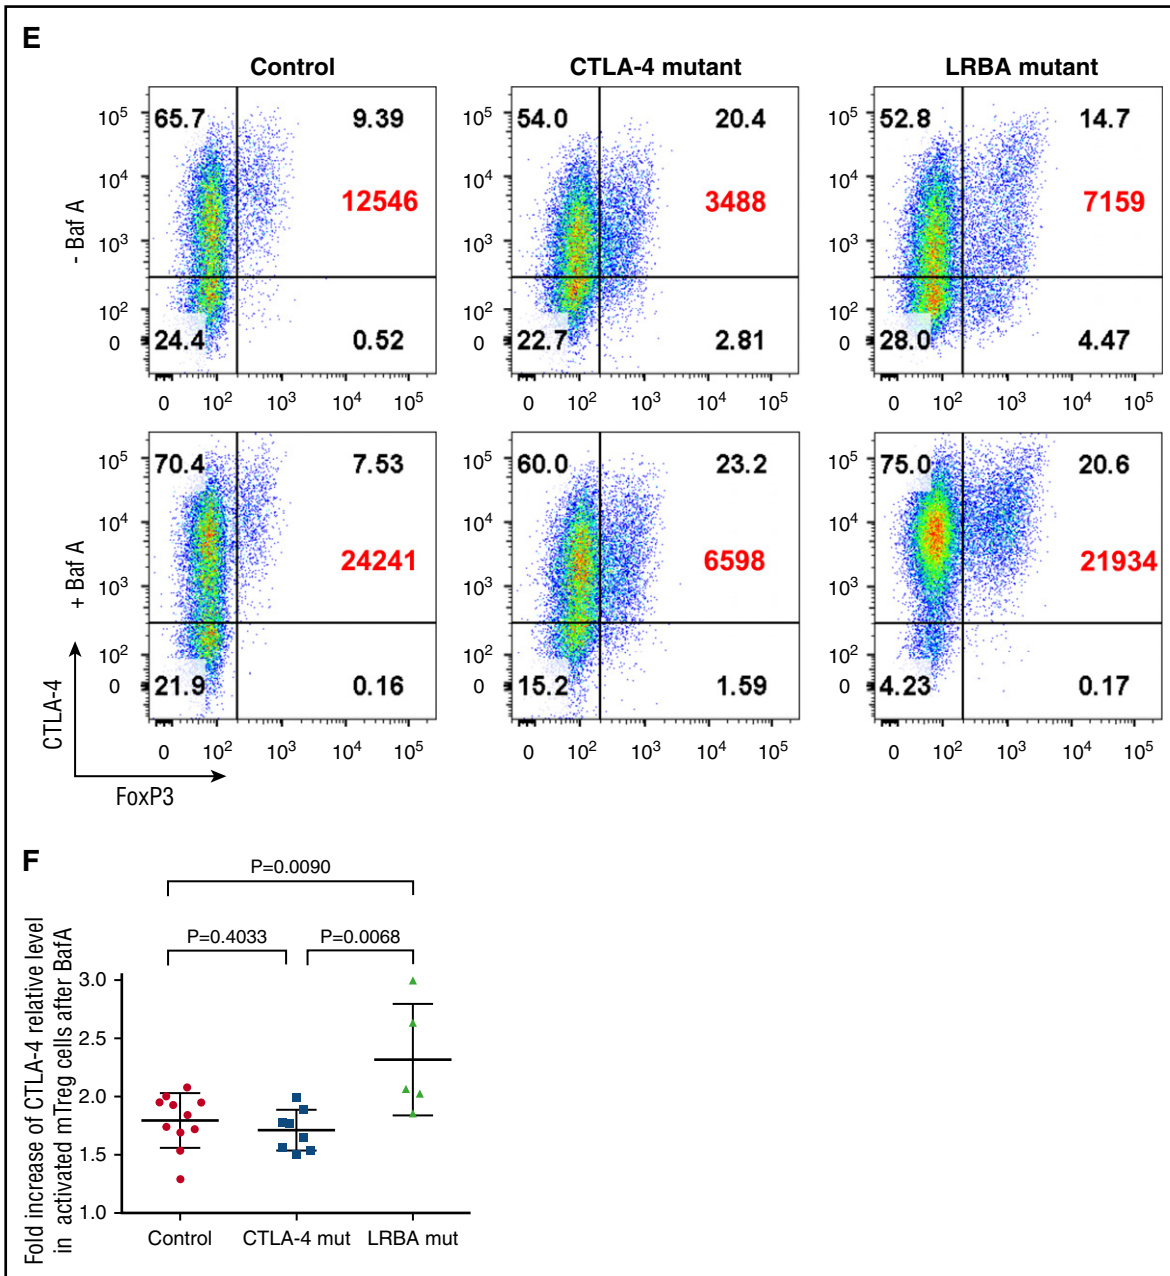 E
Control
CTLA-4 mutant
LRBA mutant
- Baf A
10⁵
10⁴
10³
10²
0
65.7
9.39
12546
24.4
0.52
0 10² 10³ 10⁴ 10⁵
10⁵
10⁴
10³
10²
0
54.0
20.4
3488
22.7
2.81
0 10² 10³ 10⁴ 10⁵
10⁵
10⁴
10³
10²
0
52.8
14.7
7159
28.0
4.47
0 10² 10³ 10⁴ 10⁵
+ Baf A
10⁵
10⁴
10³
10²
0
70.4
7.53
24241
21.9
0.16
0 10² 10³ 10⁴ 10⁵
10⁵
10⁴
10³
10²
0
60.0
23.2
6598
15.2
1.59
0 10² 10³ 10⁴ 10⁵
10⁵
10⁴
10³
10²
0
75.0
20.6
21934
4.23
0.17
0 10² 10³ 10⁴ 10⁵
CTLA-4
FoxP3
F
Fold increase of CTLA-4 relative level
in activated mTreg cells after BafA
P=0.0090
P=0.4033
P=0.0068
3.0
2.5
2.0
1.5
1.0
Control
CTLA-4 mut
LRBA mut